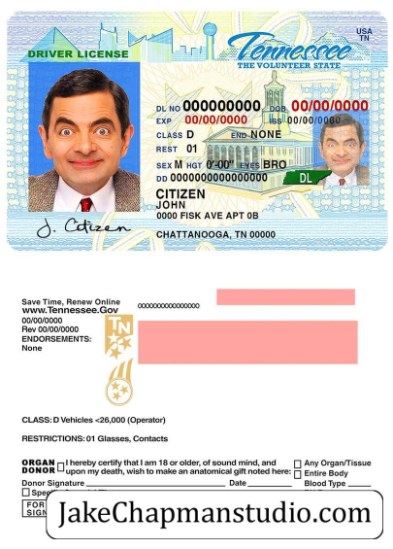 USA
TN
DRIVER LICENSE
Tennessee
THE VOLUNTEER STATE
DL NO 000000000 DOB 00/00/0000
EXP 00/00/0000 ISS 00/00/0000
CLASS D END NONE
REST 01
SEX M HGT 0'-00" EYES BRO
DD 0000000000000000
DL
CITIZEN
JOHN
0000 FISK AVE APT 0B
CHATTANOOGA, TN 00000
J. Citizen
Save Time, Renew Online
www.Tennessee.Gov
0000000000000000
00/00/0000
Rev 00/00/0000
ENDORSEMENTS:
None
TN
CLASS: D Vehicles <26,000 (Operator)
RESTRICTIONS: 01 Glasses, Contacts
ORGAN DONOR I hereby certify that I am 18 or older, of sound mind, and
upon my death, wish to make an anatomical gift noted here:
Any Organ/Tissue
Entire Body
Donor Signature Date Blood Type
FOR
SIGN
JakeChapmanstudio.com